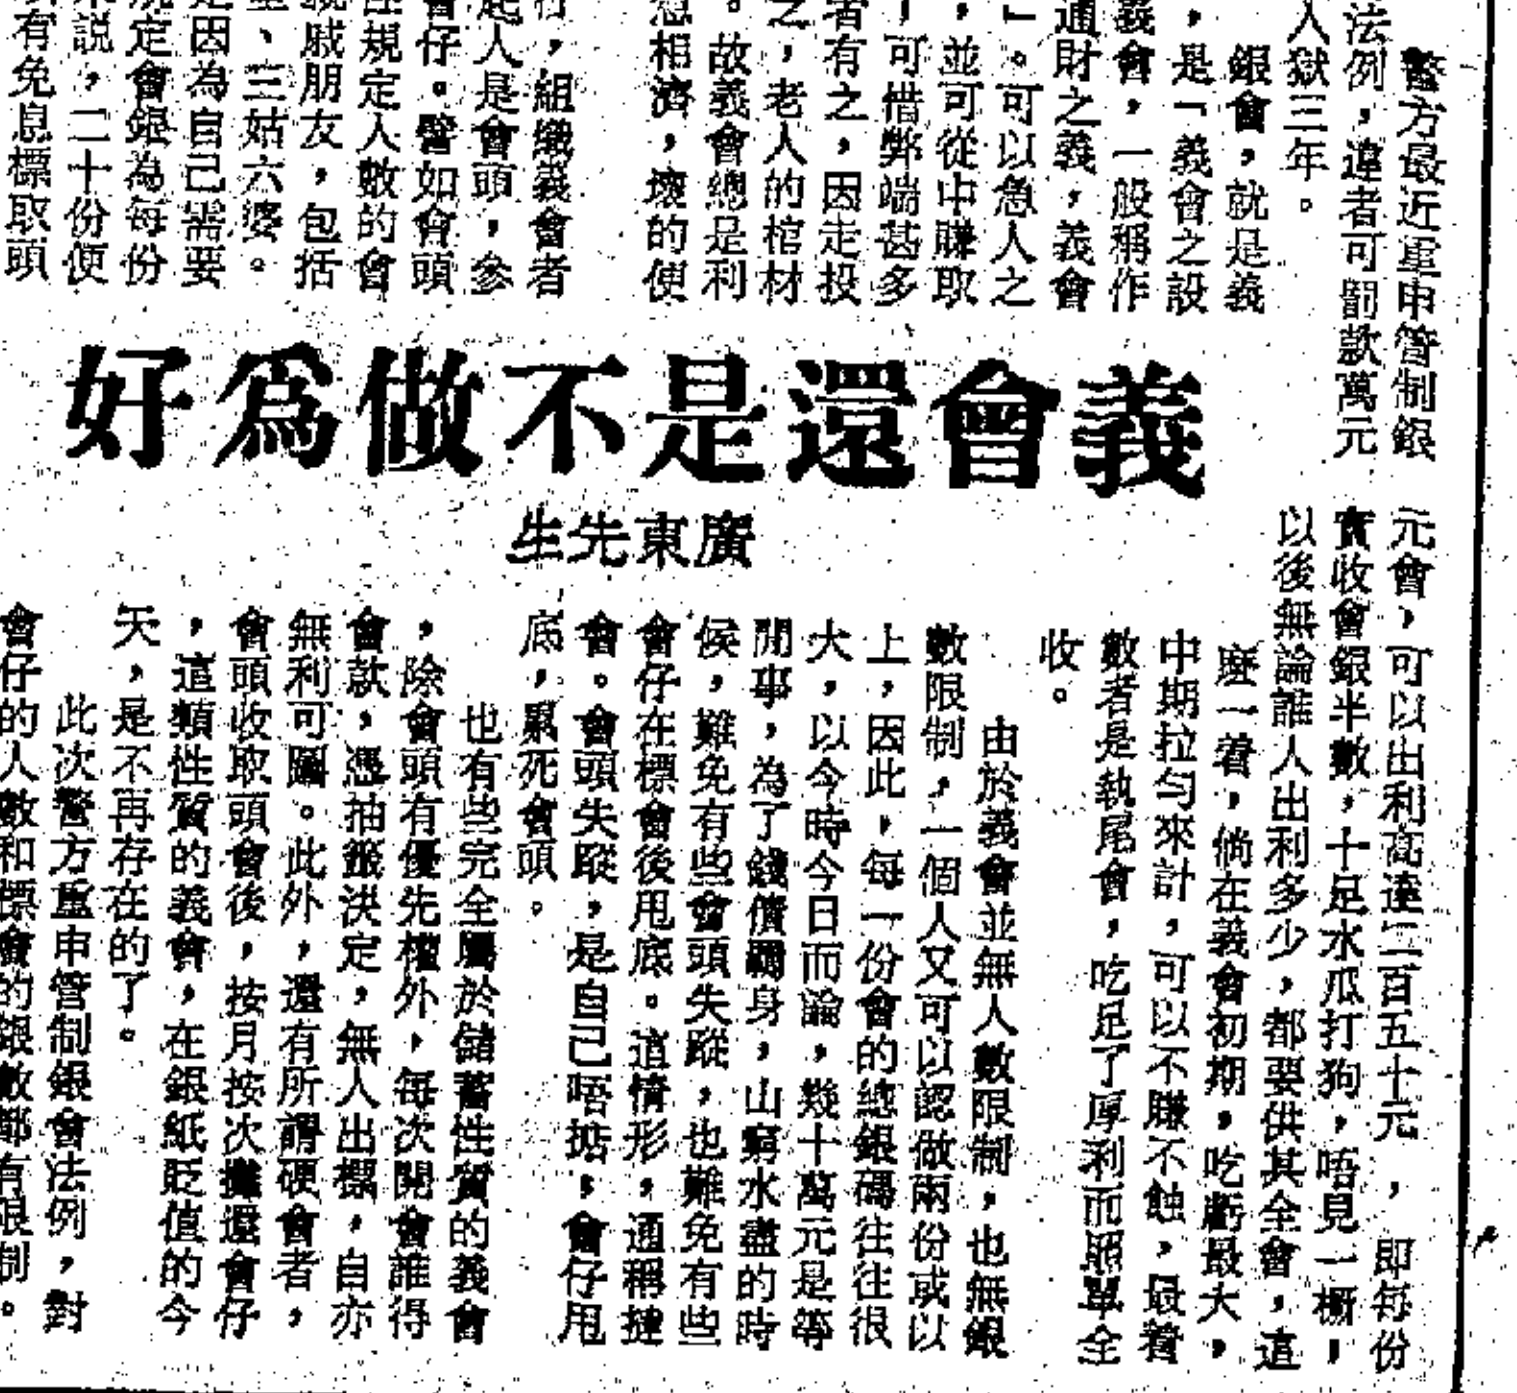 義會還是不做爲好
廣東先生
警方最近重申管制銀
法例，違者可罰款萬元
入獄三年。
銀會，就是義
，是「義會之設
義會，一般稱作
通財之義，義會
」。可以急人之
，並可從中賺取
，可惜弊端甚多
者有之，因走投
之，老人的棺材
。故義會總是利
急相濟，壞的便
，組織義會者
起人是會頭，參
會仔。譬如會頭
規定人數的會
戚朋友，包括
、三姑六婆。
是因為自己需要
定會銀為每份
說，二十份便
有免息標取頭
元會，可以出利高達二百五十元，即每份
實收會銀半數，十足水瓜打狗，唔見一橛，
以後無論誰人出利多少，都要供其全會，這
一着，倘在義會初期，吃虧最大，
中期拉勻來計，可以不賺不蝕，最着
數者是執尾會，吃足了厚利而照單全
收。
由於義會並無人數限制，也無銀
數限制，一個人又可以認做兩份或以
上，因此，每一份會的總銀碼往往很
大，以今時今日而論，幾十萬元是等
閒事，為了錢債纏身，山窮水盡的時
候，難免有些會頭失蹤，也難免有些
會仔在標會後甩底。這情形，通稱撻
會。會頭失蹤，是自己唔掂，會仔甩
底，累死會頭。
也有些完全屬於儲蓄性質的義會
，除會頭有優先權外，每次開會誰得
會款，憑抽籤決定，無人出標，自亦
無利可圖。此外，還有所謂硬會者，
會頭收取頭會後，按月按次攤還會仔
，這類性質的義會，在銀紙貶值的今
天，是不再存在的了。
此次警方重申管制銀會法例，對
會仔的人數和標會的銀數都有限制。